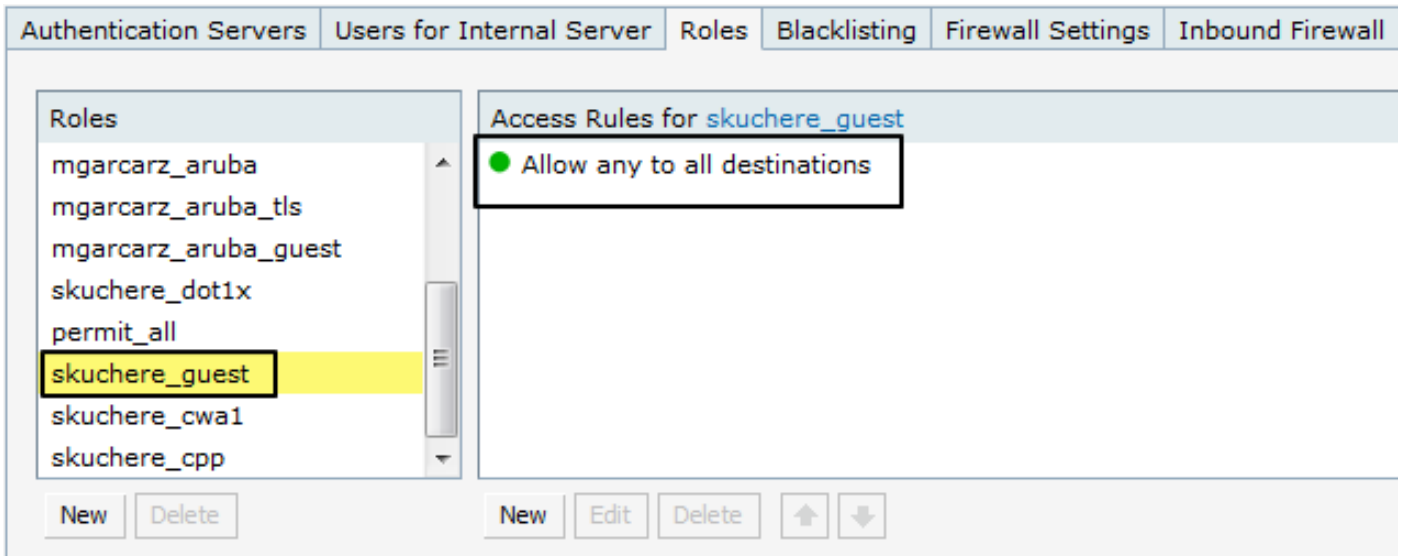 Authentication Servers Users for Internal Server Roles Blacklisting Firewall Settings Inbound Firewall
Roles
mgarcarz_aruba
mgarcarz_aruba_tls
mgarcarz_aruba_guest
skuchere_dot1x
permit_all
skuchere_guest
skuchere_cwa1
skuchere_cpp
New Delete
Access Rules for skuchere_guest
Allow any to all destinations
New Edit Delete